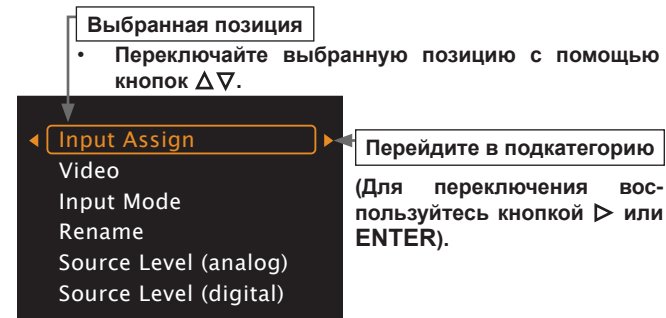 Выбранная позиция
• Переключайте выбранную позицию с помощью
кнопок △▽.
Input Assign
Video
Input Mode
Rename
Source Level (analog)
Source Level (digital)
Перейдите в подкатегорию
(Для переключения вос-
пользуйтесь кнопкой ▷ или
ENTER).